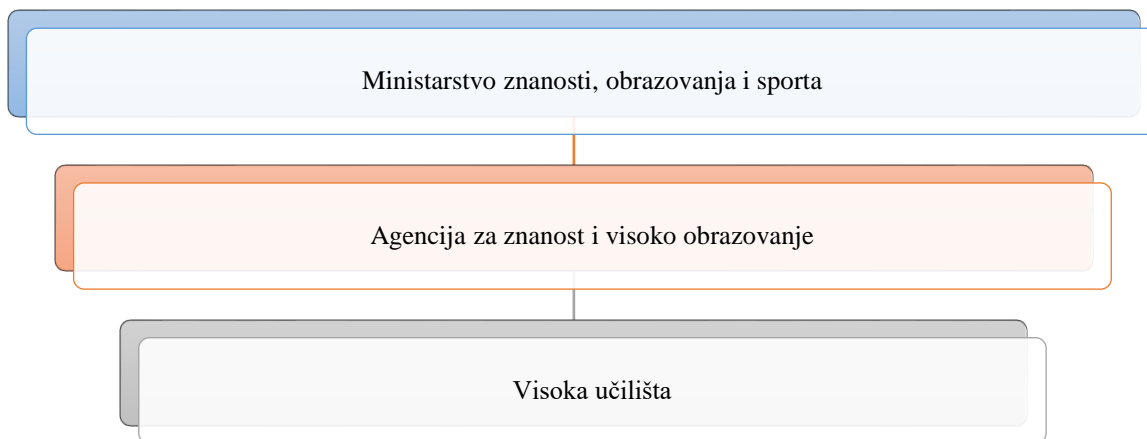 Ministarstvo znanosti, obrazovanja i sporta
Agencija za znanost i visoko obrazovanje
Visoka učilišta